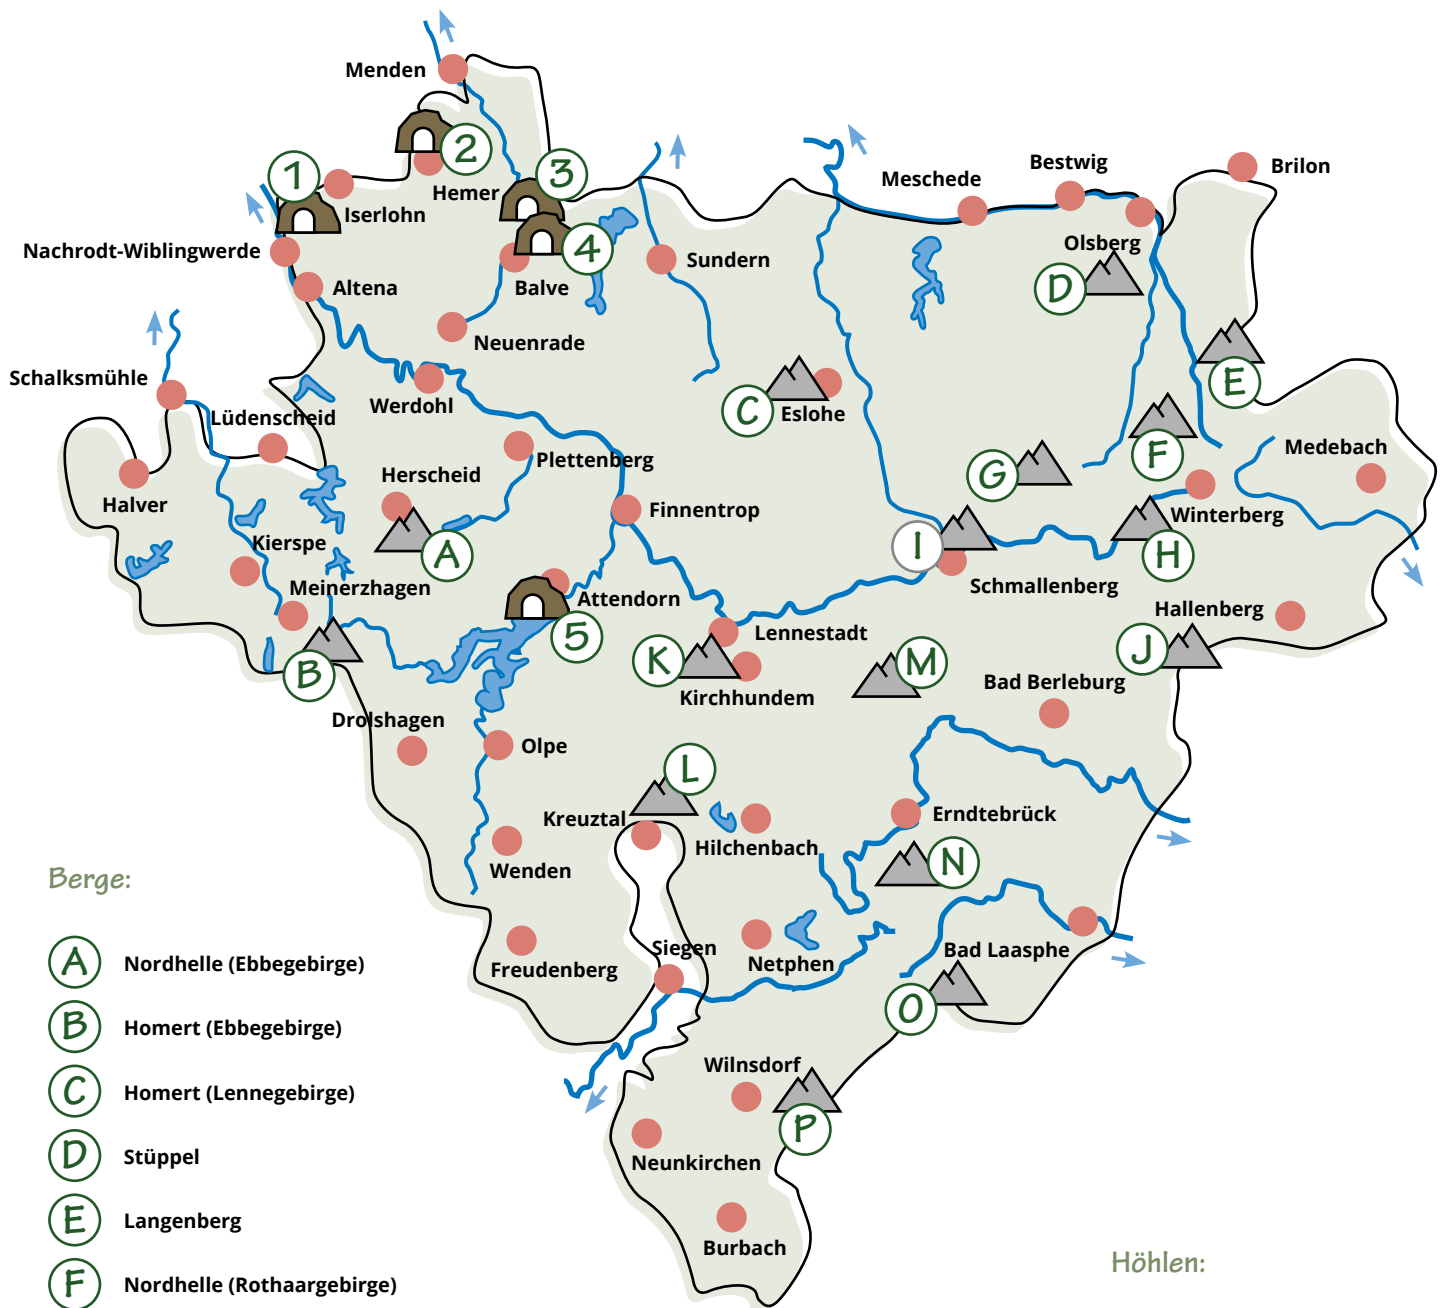 Menden
2
3
1
Hemer
Iserlohn
Bestwig
Meschede
Brilon
Nachrodt-Wiblingwerde
4
Sundern
Olsberg
D
Altena
Balve
Neuenrade
Schalksmühle
E
Werdohl
C
Eslohe
Lüdenscheid
Plettenberg
F
Medebach
Herscheid
G
Halver
Finnentrop
Winterberg
Kierspe
A
I
H
Schmallenberg
Meinerzhagen
Attendorn
5
Hallenberg
Lennestadt
J
B
K
M
Kirchhundem
Bad Berleburg
Drolshagen
Olpe
L
Kreuztal
Erndtebrück
Hilchenbach
Wenden
N
Siegen
Freudenberg
Netphen
Bad Laasphe
O
Wilnsdorf
P
Neunkirchen
Burbach
Berge:
A Nordhelle (Ebbegebirge)
B Homert (Ebbegebirge)
C Homert (Lennegebirge)
D Stüppel
E Langenberg
F Nordhelle (Rothaargebirge)
Höhlen: